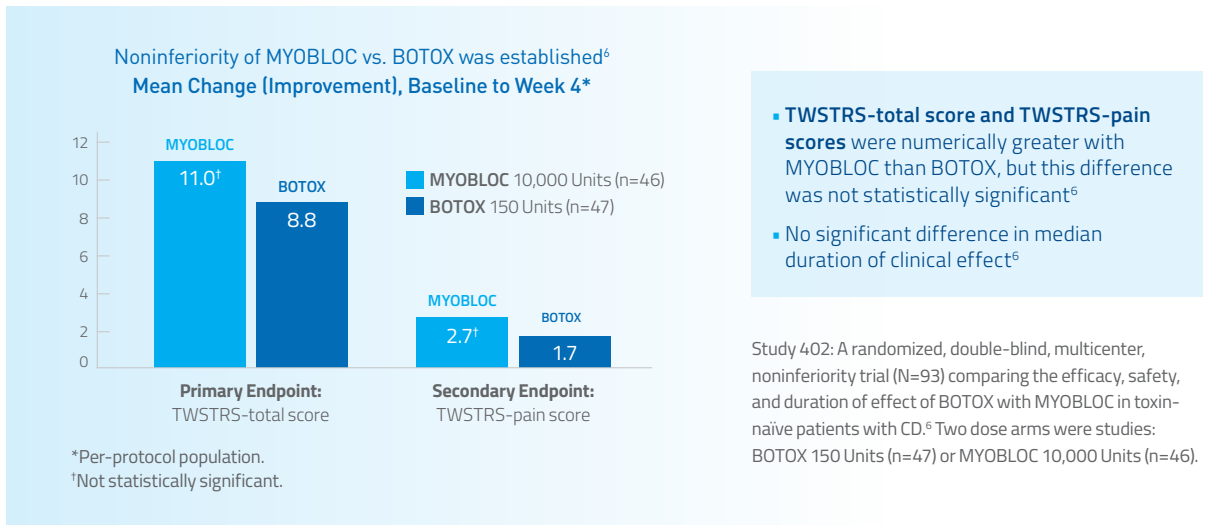 Noninferiority of MYOBLOC vs. BOTOX was established⁶
Mean Change (Improvement), Baseline to Week 4*
12
10
8
6
4
2
0
MYOBLOC
11.0†
BOTOX
8.8
MYOBLOC
2.7†
BOTOX
1.7
MYOBLOC 10,000 Units (n=46)
BOTOX 150 Units (n=47)
Primary Endpoint:
TWSTRS-total score
Secondary Endpoint:
TWSTRS-pain score
*Per-protocol population.
†Not statistically significant.
▪ TWSTRS-total score and TWSTRS-pain
scores were numerically greater with
MYOBLOC than BOTOX, but this difference
was not statistically significant⁶
▪ No significant difference in median
duration of clinical effect⁶
Study 402: A randomized, double-blind, multicenter,
noninferiority trial (N=93) comparing the efficacy, safety,
and duration of effect of BOTOX with MYOBLOC in toxin-
naïve patients with CD.⁶ Two dose arms were studies:
BOTOX 150 Units (n=47) or MYOBLOC 10,000 Units (n=46).